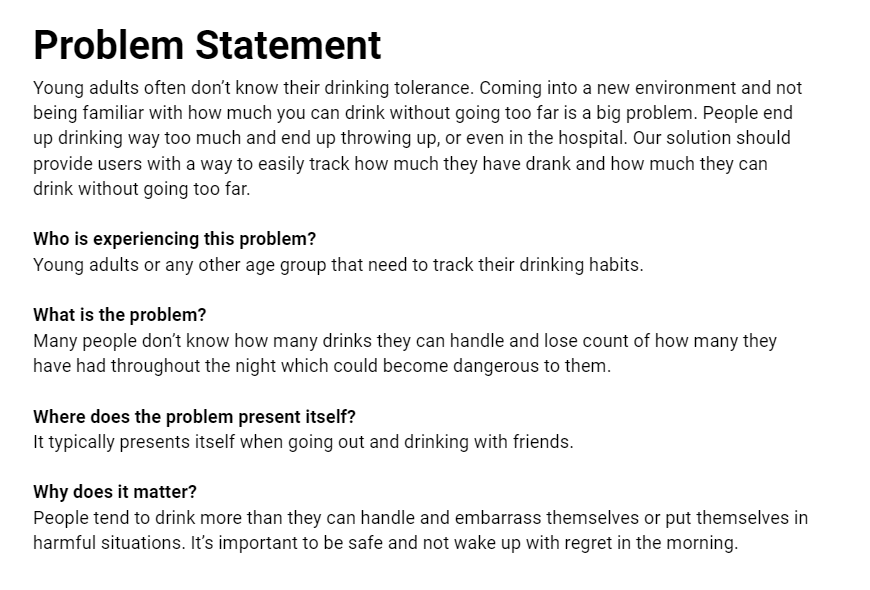 Problem Statement
Young adults often don’t know their drinking tolerance. Coming into a new environment and not
being familiar with how much you can drink without going too far is a big problem. People end
up drinking way too much and end up throwing up, or even in the hospital. Our solution should
provide users with a way to easily track how much they have drank and how much they can
drink without going too far.
Who is experiencing this problem?
Young adults or any other age group that need to track their drinking habits.
What is the problem?
Many people don’t know how many drinks they can handle and lose count of how many they
have had throughout the night which could become dangerous to them.
Where does the problem present itself?
It typically presents itself when going out and drinking with friends.
Why does it matter?
People tend to drink more than they can handle and embarrass themselves or put themselves in
harmful situations. It’s important to be safe and not wake up with regret in the morning.